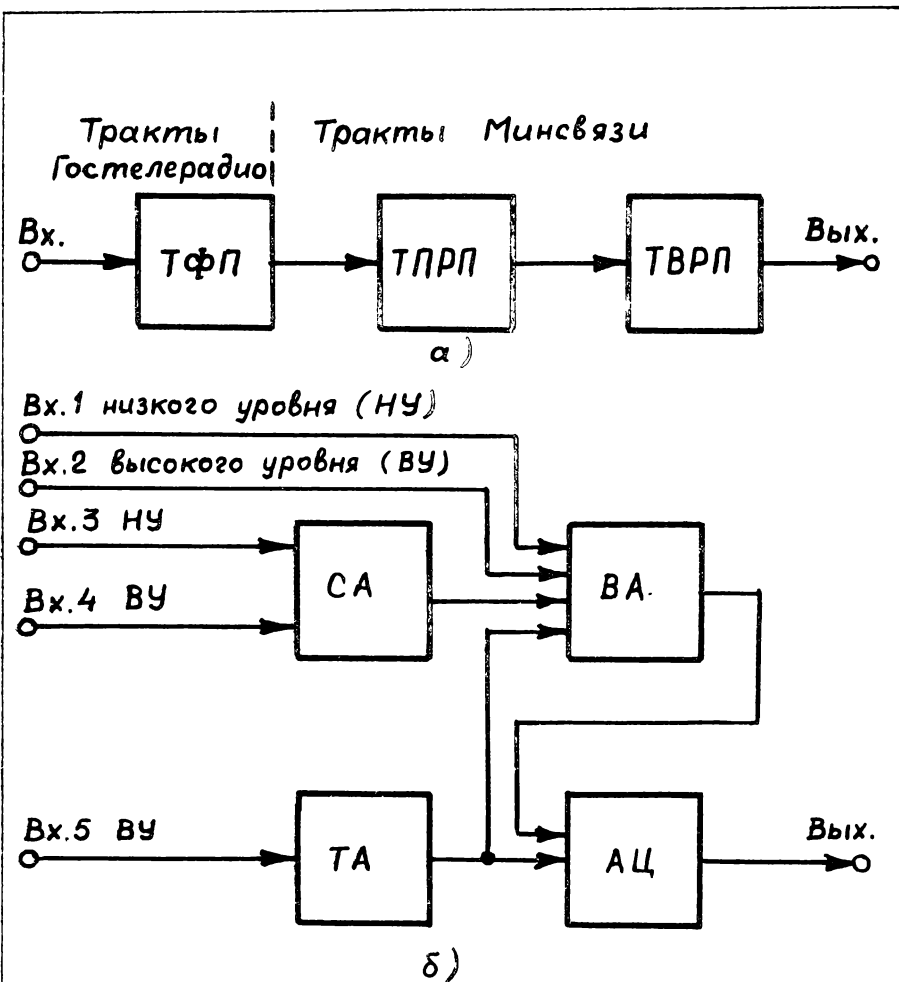 Тракты Гостелерадио
Тракты Минсвязи
Вх.
ТФП
ТПРП
ТВРП
Вых.
а)
Вх.1 низкого уровня (НУ)
Вх.2 высокого уровня (ВУ)
Вх.3 НУ
СА
ВА
Вх.4 ВУ
Вх.5 ВУ
ТА
АЦ
Вых.
б)